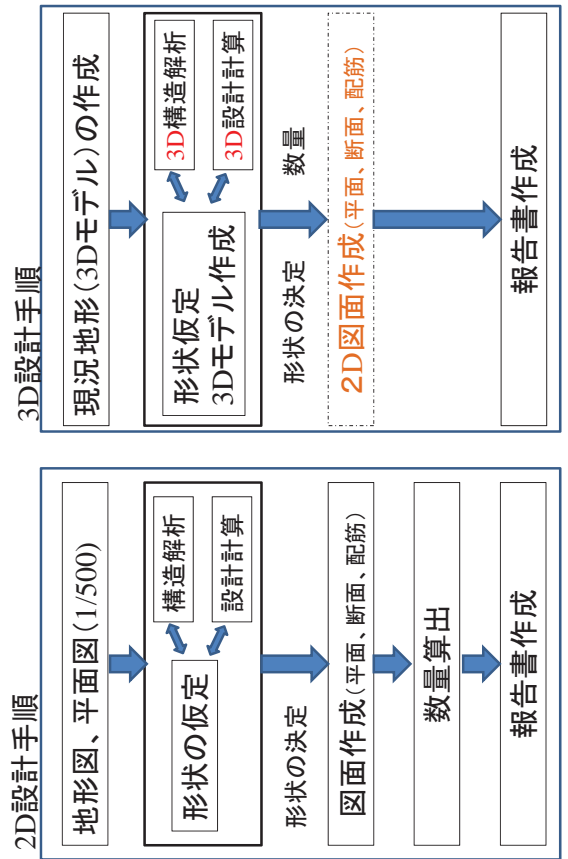 2D設計手順
地形図、平面図(1/500)
形状の仮定
構造解析
設計計算
形状の決定
図面作成(平面、断面、配筋)
数量算出
報告書作成
3D設計手順
現況地形(3Dモデル)の作成
形状仮定
3Dモデル作成
3D構造解析
3D設計計算
形状の決定
数量
2D図面作成(平面、断面、配筋)
報告書作成